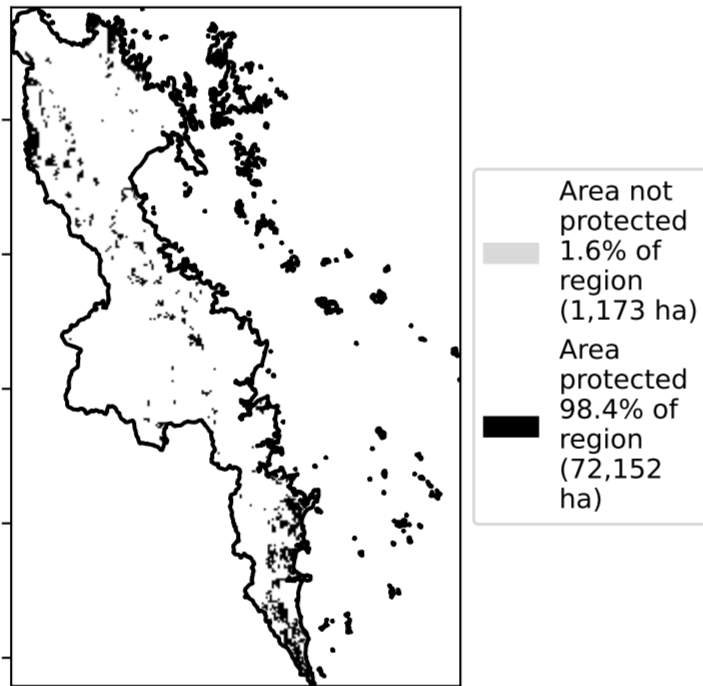 Area not
protected
1.6% of
region
(1,173 ha)
Area
protected
98.4% of
region
(72,152
ha)